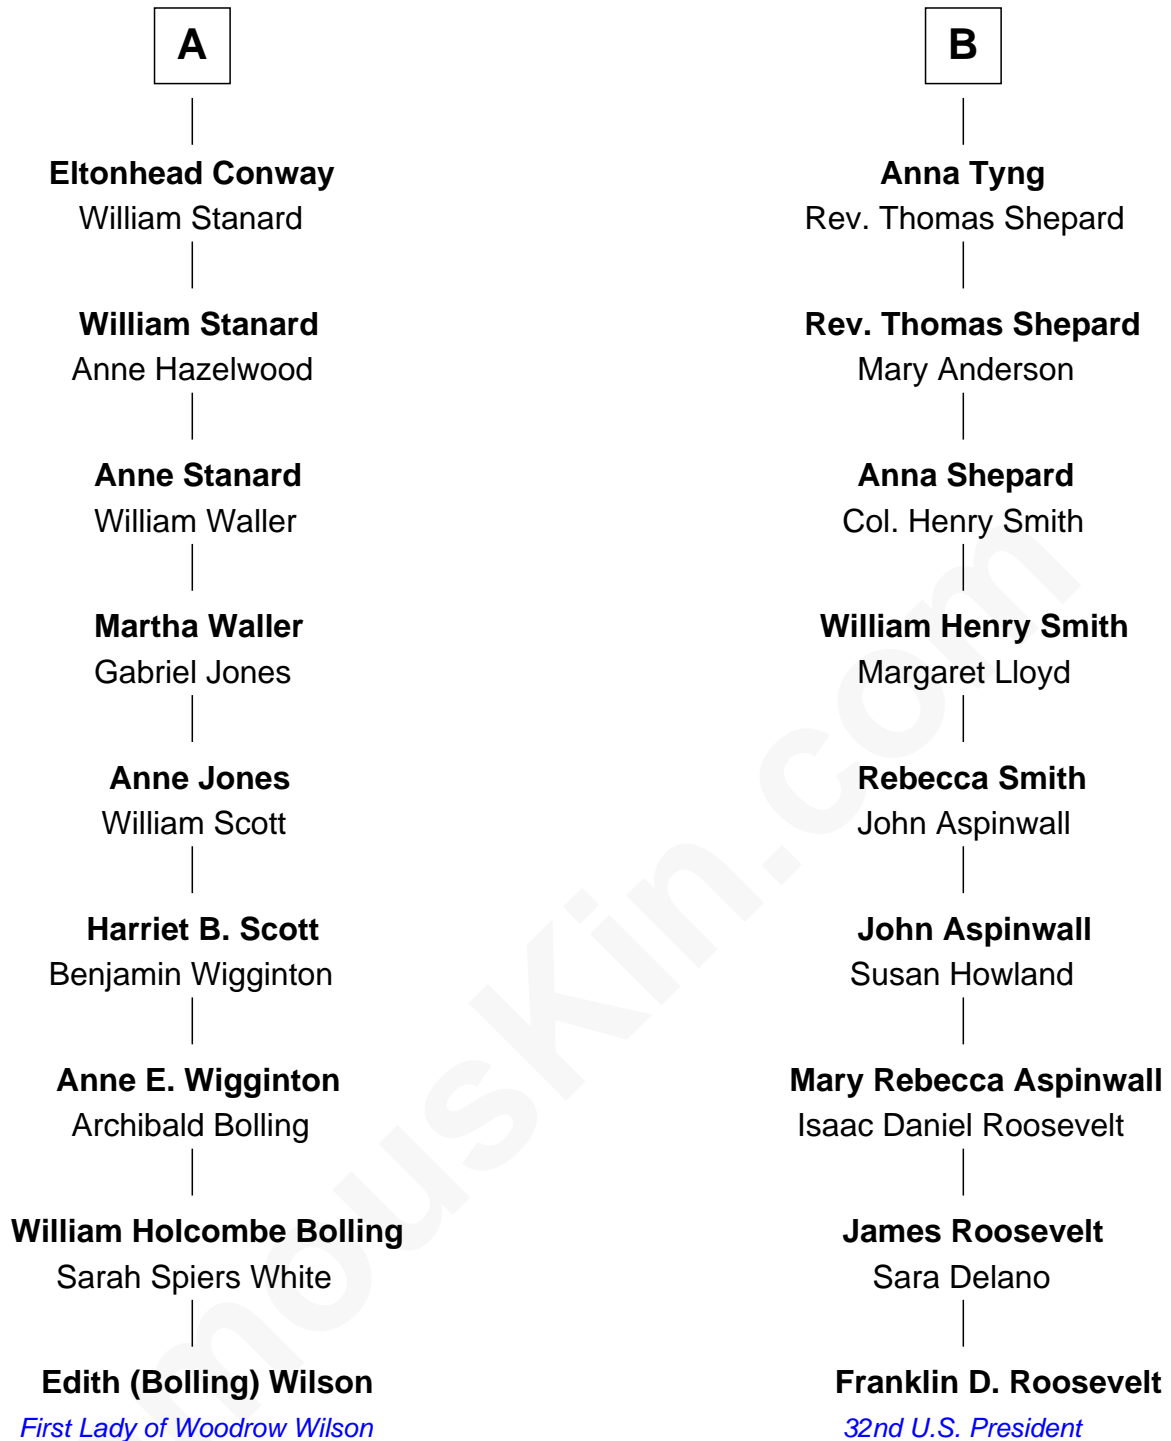 A
Eltonhead Conway
William Stanard
William Stanard
Anne Hazelwood
Anne Stanard
William Waller
Martha Waller
Gabriel Jones
Anne Jones
William Scott
Harriet B. Scott
Benjamin Wigginton
Anne E. Wigginton
Archibald Bolling
William Holcombe Bolling
Sarah Spiers White
Edith (Bolling) Wilson
First Lady of Woodrow Wilson
B
Anna Tyng
Rev. Thomas Shepard
Rev. Thomas Shepard
Mary Anderson
Anna Shepard
Col. Henry Smith
William Henry Smith
Margaret Lloyd
Rebecca Smith
John Aspinwall
John Aspinwall
Susan Howland
Mary Rebecca Aspinwall
Isaac Daniel Roosevelt
James Roosevelt
Sara Delano
Franklin D. Roosevelt
32nd U.S. President
mouskin.com